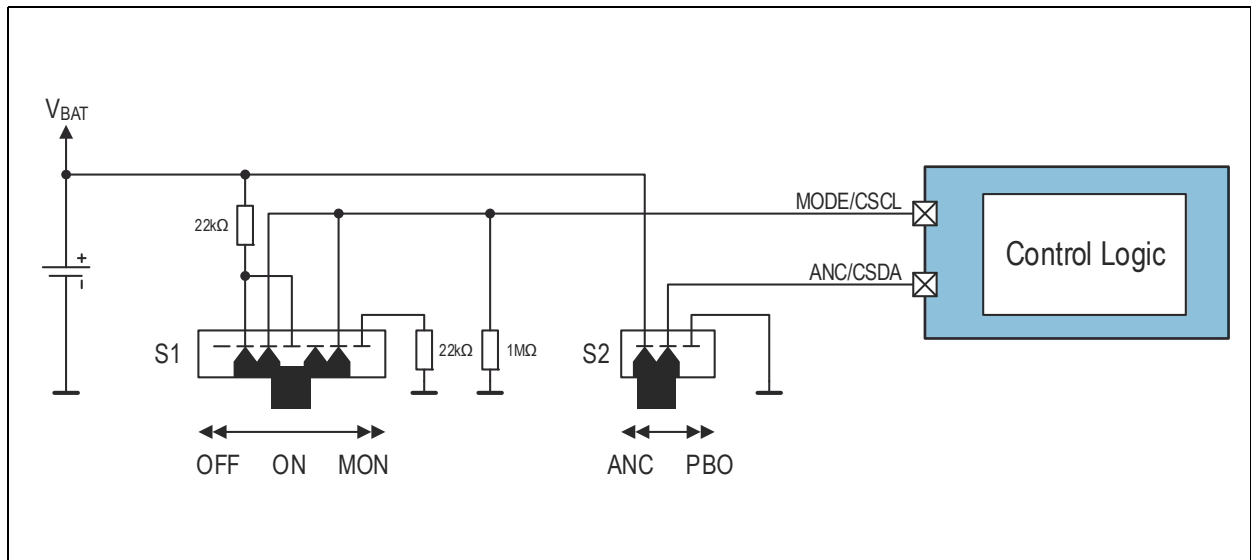 VBAT
MODE/CSCL
22kΩ
ANC/CSDA
Control Logic
+
S1
22kΩ
1MΩ
S2
OFF ON MON
ANC PBO